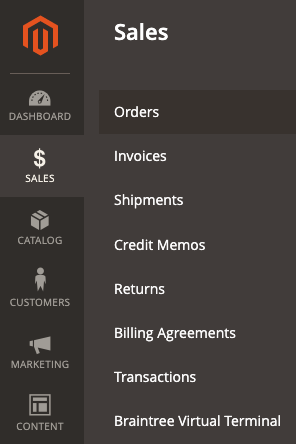 DASHBOARD
SALES
CATALOG
CUSTOMERS
MARKETING
CONTENT
Sales
Orders
Invoices
Shipments
Credit Memos
Returns
Billing Agreements
Transactions
Braintree Virtual Terminal